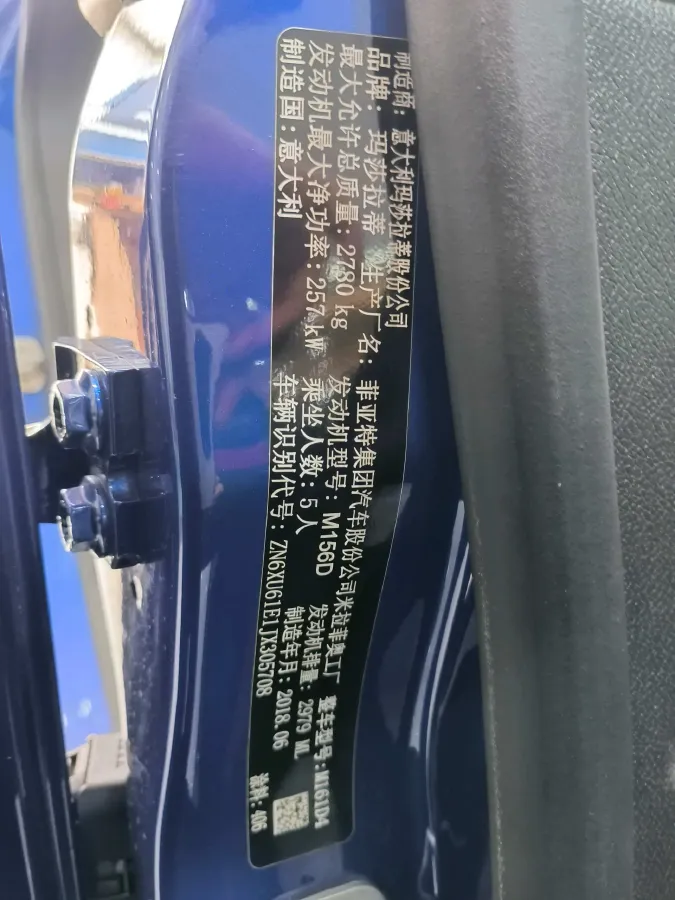 制造商: 意大利玛莎拉蒂股份公司
品牌: 玛莎拉蒂 生产厂名: 菲亚特集团汽车股份公司米拉菲奥工厂 整车型号: M161D4
最大允许总质量: 2780 kg 发动机型号: M156D 发动机排量: 2979 ML
发动机最大净功率: 257 kW 乘坐人数: 5人 制造年月: 2018.06
制造国: 意大利 车辆识别代号: ZN6XU61E1JX305708 涂料: 406